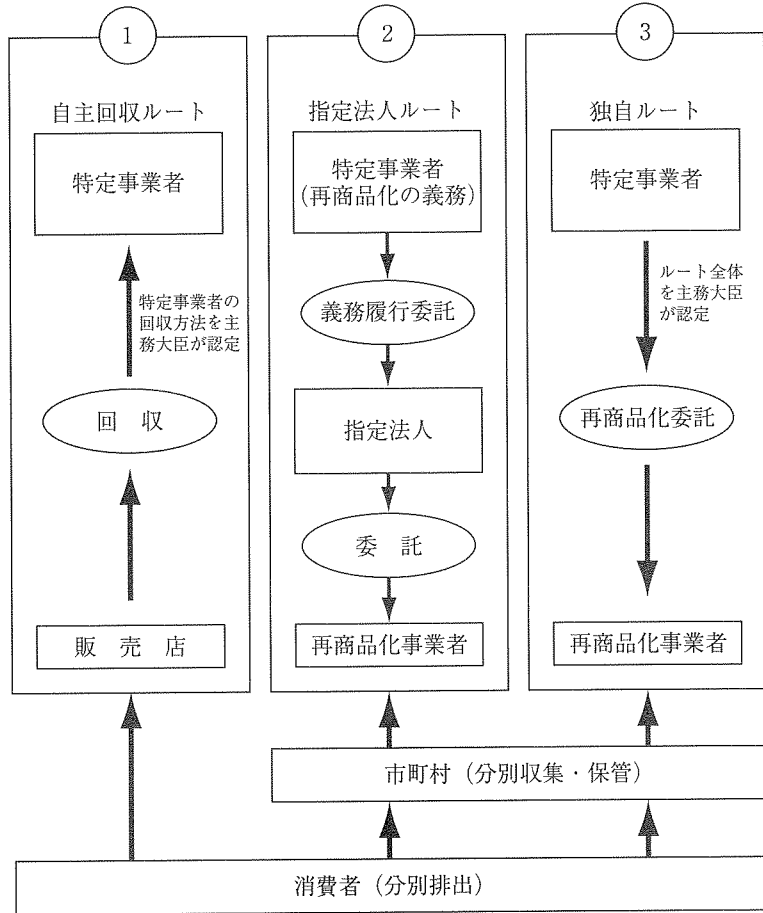 1
自主回収ルート
特定事業者
特定事業者の
回収方法を主
務大臣が認定
回 収
販 売 店
2
指定法人ルート
特定事業者
(再商品化の義務)
義務履行委託
指定法人
委 託
再商品化事業者
3
独自ルート
特定事業者
ルート全体
を主務大臣
が認定
再商品化委託
再商品化事業者
市町村（分別収集・保管）
消費者（分別排出）